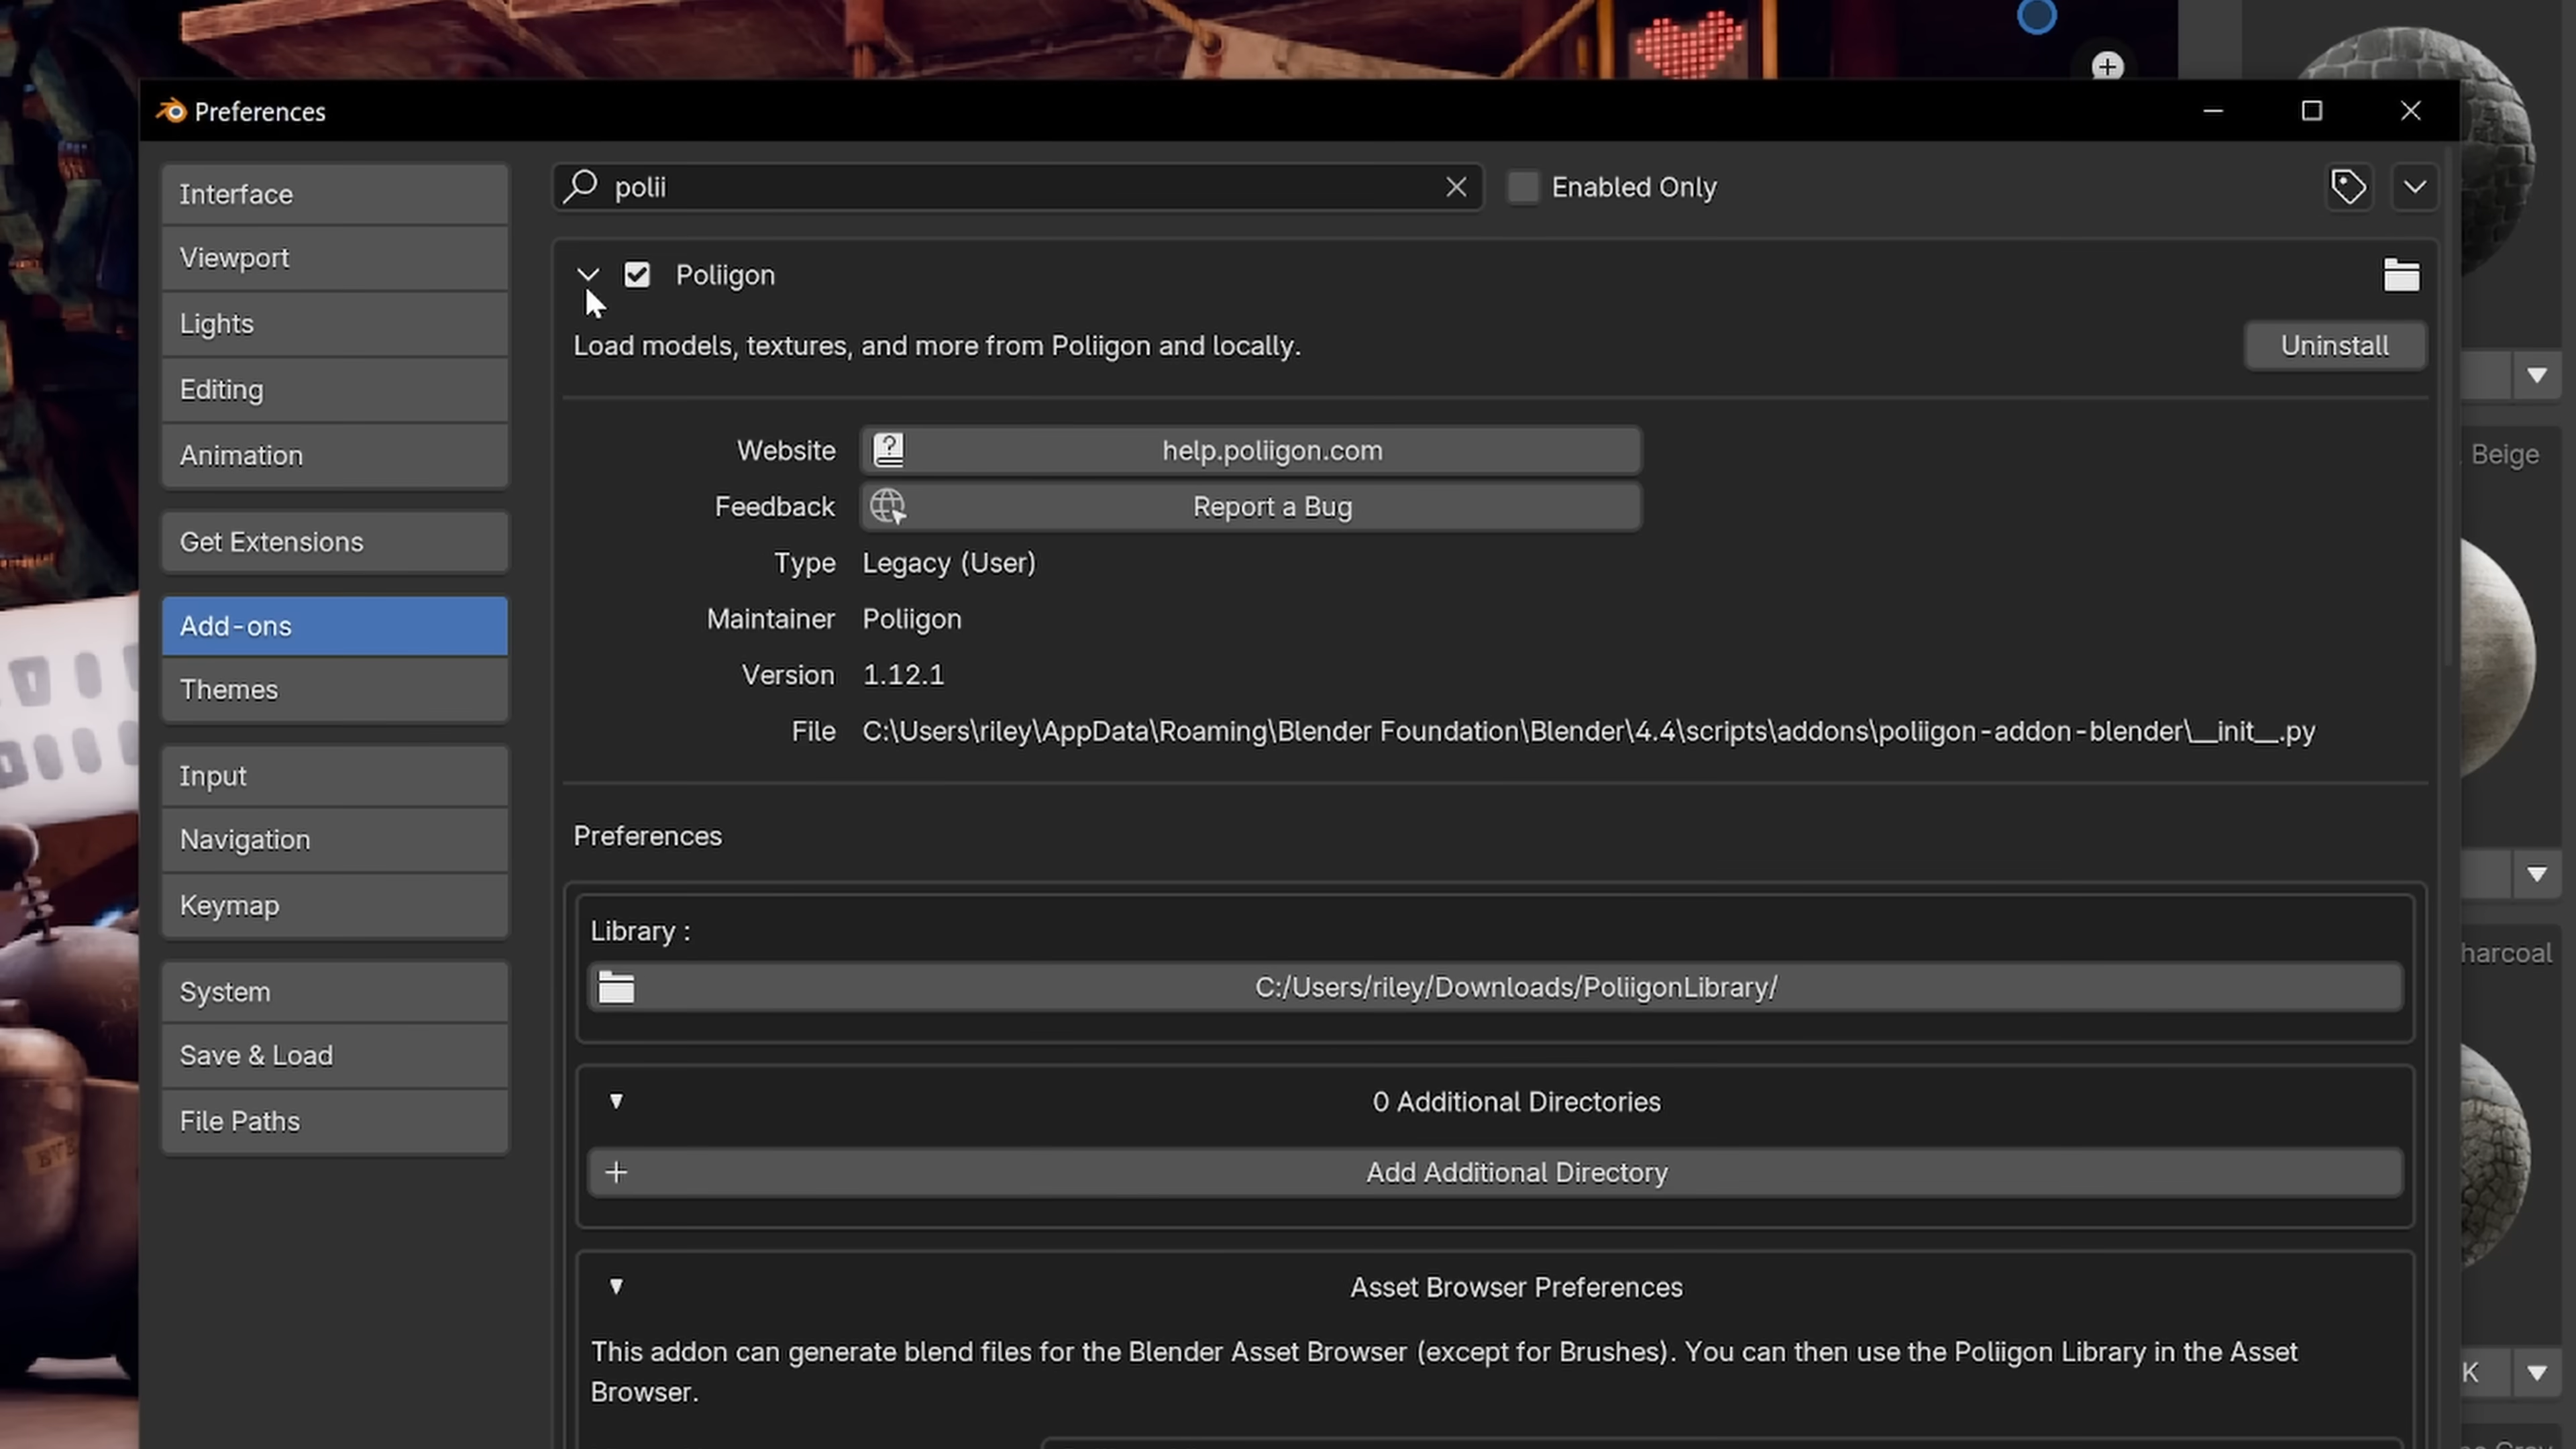 Preferences
Interface
Viewport
Lights
Editing
Animation
Get Extensions
Add-ons
Themes
Input
Navigation
Keymap
System
Save & Load
File Paths
polii
Enabled Only
Poliigon
Load models, textures, and more from Poliigon and locally.
Uninstall
Website help.poliigon.com
Feedback Report a Bug
Type Legacy (User)
Maintainer Poliigon
Version 1.12.1
File C:\Users\riley\AppData\Roaming\Blender Foundation\Blender\4.4\scripts\addons\poliigon-addon-blender\__init__.py
Preferences
Library :
C:/Users/riley/Downloads/PoliigonLibrary/
0 Additional Directories
Add Additional Directory
Asset Browser Preferences
This addon can generate blend files for the Blender Asset Browser (except for Brushes). You can then use the Poliigon Library in the Asset
Browser.
Beige
harcoal
K